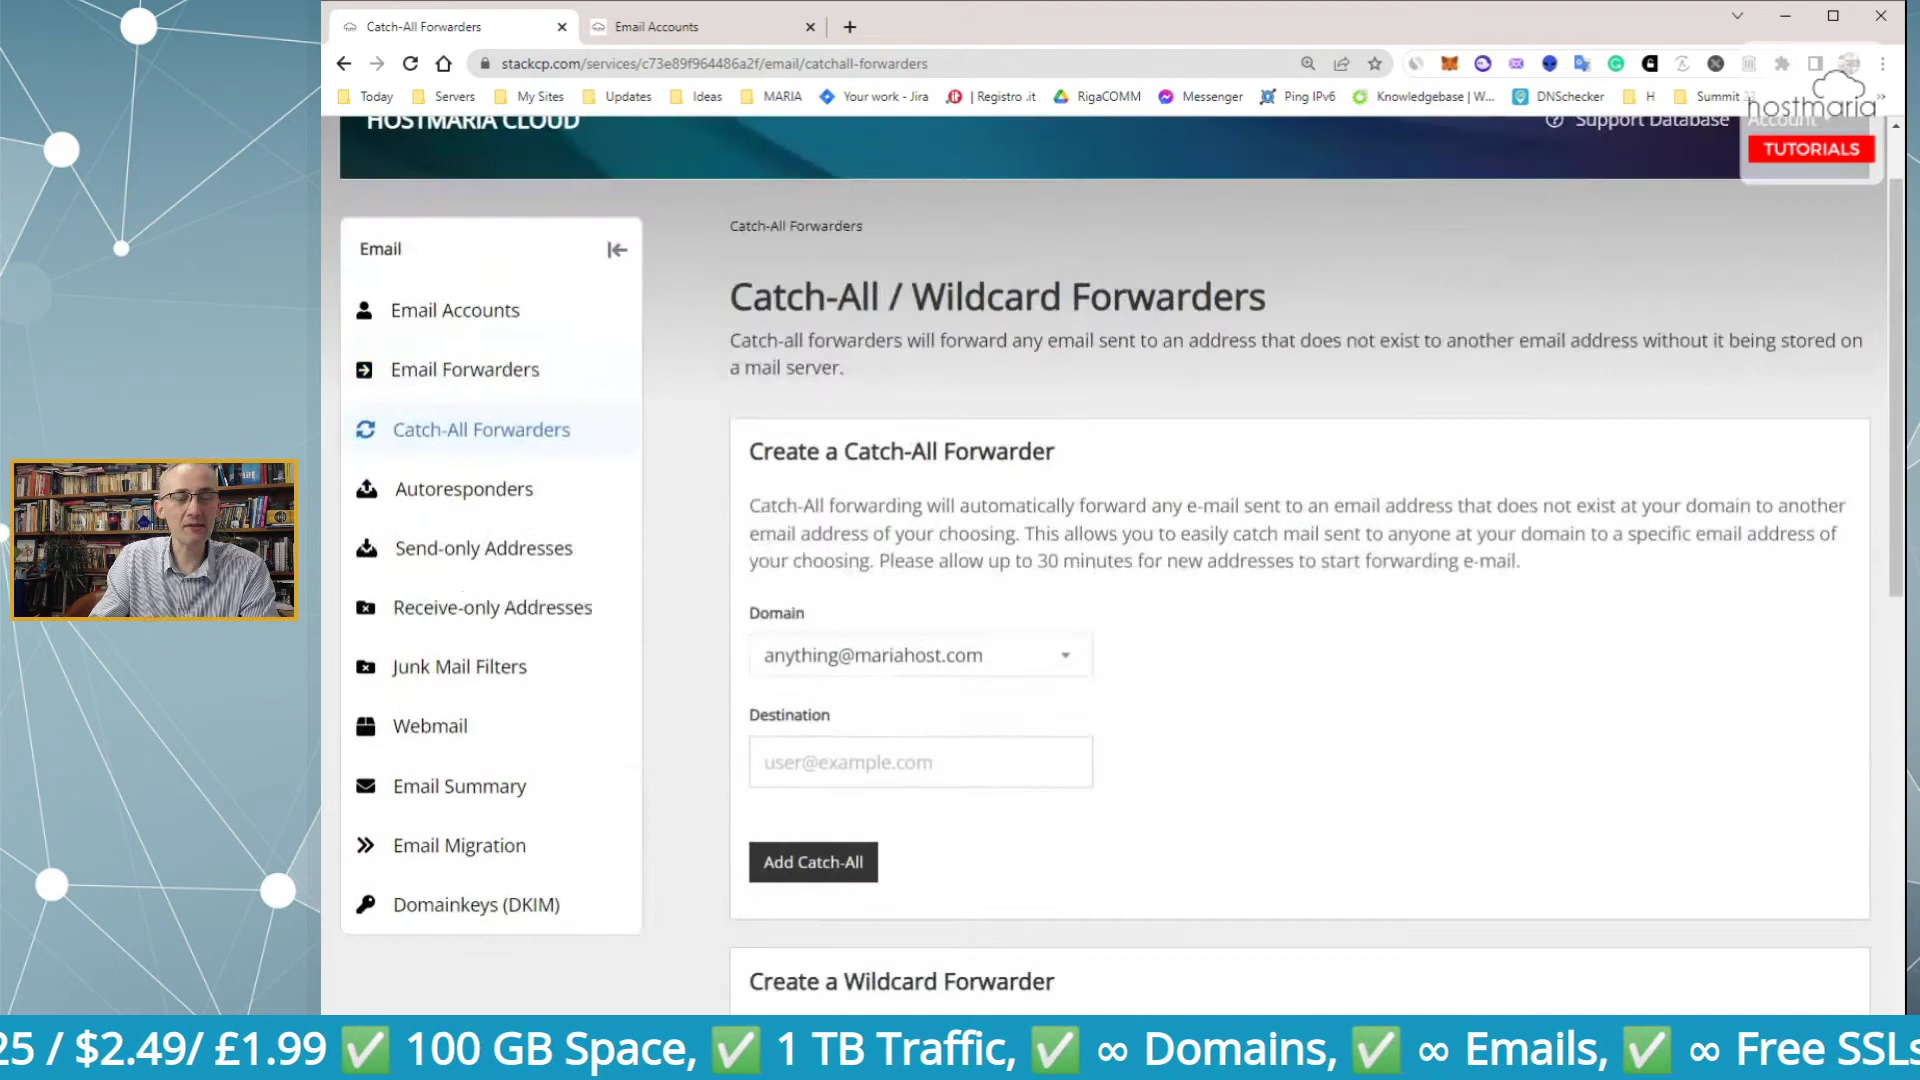 Catch-All Forwarders
Email Accounts
stackcp.com/services/c73e89f964486a2f/email/catchall-forwarders
Today
Servers
My Sites
Updates
Ideas
MARIA
Your work - Jira
| Registro .it
RigaCOMM
Messenger
Ping IPv6
Knowledgebase | W...
DNSchecker
H
Summit
hostmaria
HOSTMARIA CLOUD
Support Database
Account
TUTORIALS
Email
Email Accounts
Email Forwarders
Catch-All Forwarders
Autoresponders
Send-only Addresses
Receive-only Addresses
Junk Mail Filters
Webmail
Email Summary
Email Migration
Domainkeys (DKIM)
Catch-All Forwarders
Catch-All / Wildcard Forwarders
Catch-all forwarders will forward any email sent to an address that does not exist to another email address without it being stored on
a mail server.
Create a Catch-All Forwarder
Catch-All forwarding will automatically forward any e-mail sent to an email address that does not exist at your domain to another
email address of your choosing. This allows you to easily catch mail sent to anyone at your domain to a specific email address of
your choosing. Please allow up to 30 minutes for new addresses to start forwarding e-mail.
Domain
anything@mariahost.com
Destination
user@example.com
Add Catch-All
Create a Wildcard Forwarder
25 / $2.49/ £1.99 ✅ 100 GB Space, ✅ 1 TB Traffic, ✅ ∞ Domains, ✅ ∞ Emails, ✅ ∞ Free SSLs